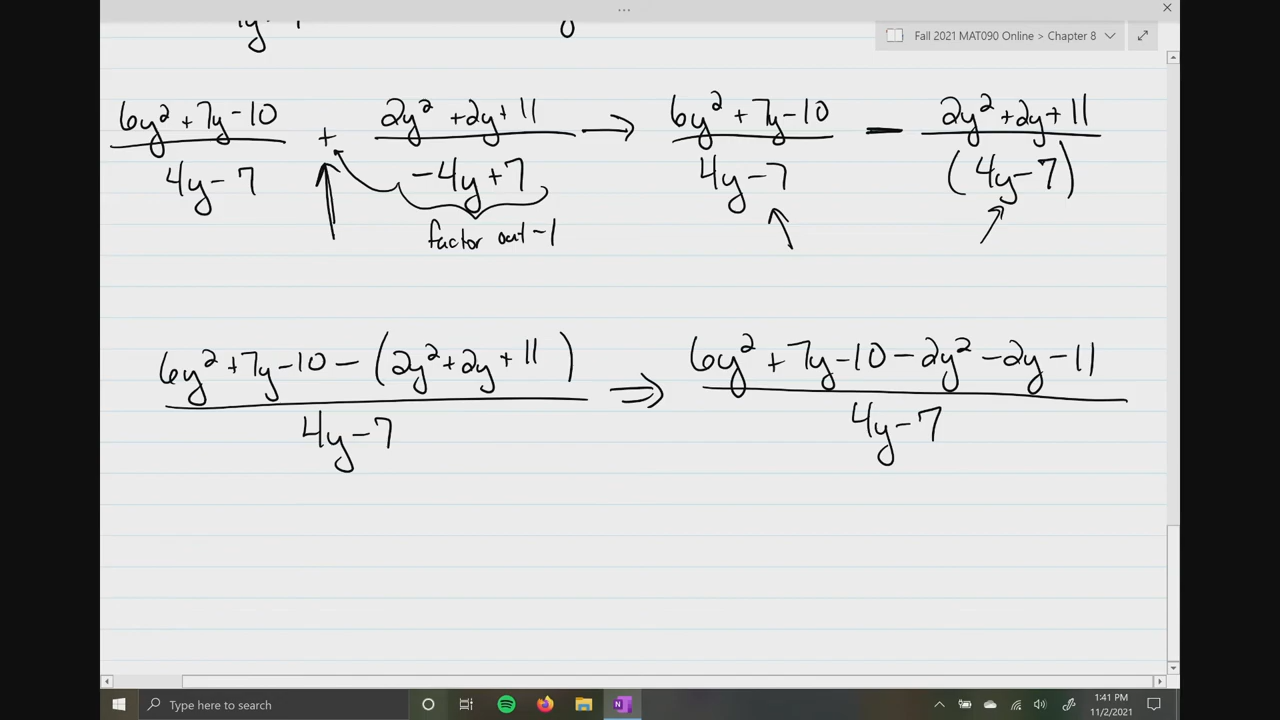 Fall 2021 MAT090 Online > Chapter 8
6y² + 7y - 10 / 4y - 7 + 2y² + 2y + 11 / -4y + 7 → 6y² + 7y - 10 / 4y - 7 - 2y² + 2y + 11 / (4y - 7)
factor out -1
6y² + 7y - 10 - (2y² + 2y + 11) / 4y - 7 ⇒ 6y² + 7y - 10 - 2y² - 2y - 11 / 4y - 7
Type here to search
1:41 PM
11/2/2021